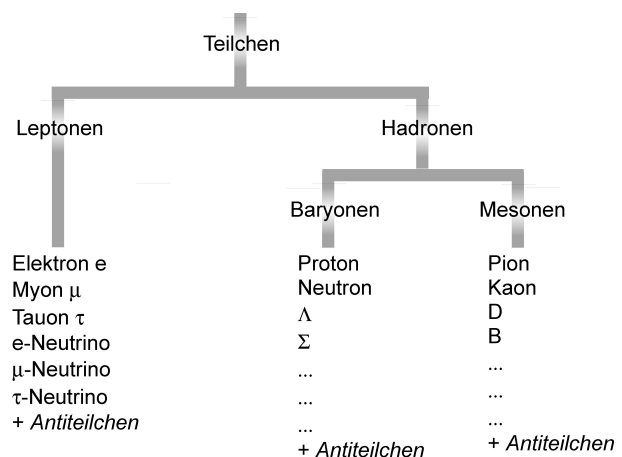 Teilchen
Leptonen
Hadronen
Baryonen
Mesonen
Elektron e
Myon μ
Tauon τ
e-Neutrino
μ-Neutrino
τ-Neutrino
+ Antiteilchen
Proton
Neutron
Λ
Σ
...
...
...
+ Antiteilchen
Pion
Kaon
D
B
...
...
...
+ Antiteilchen